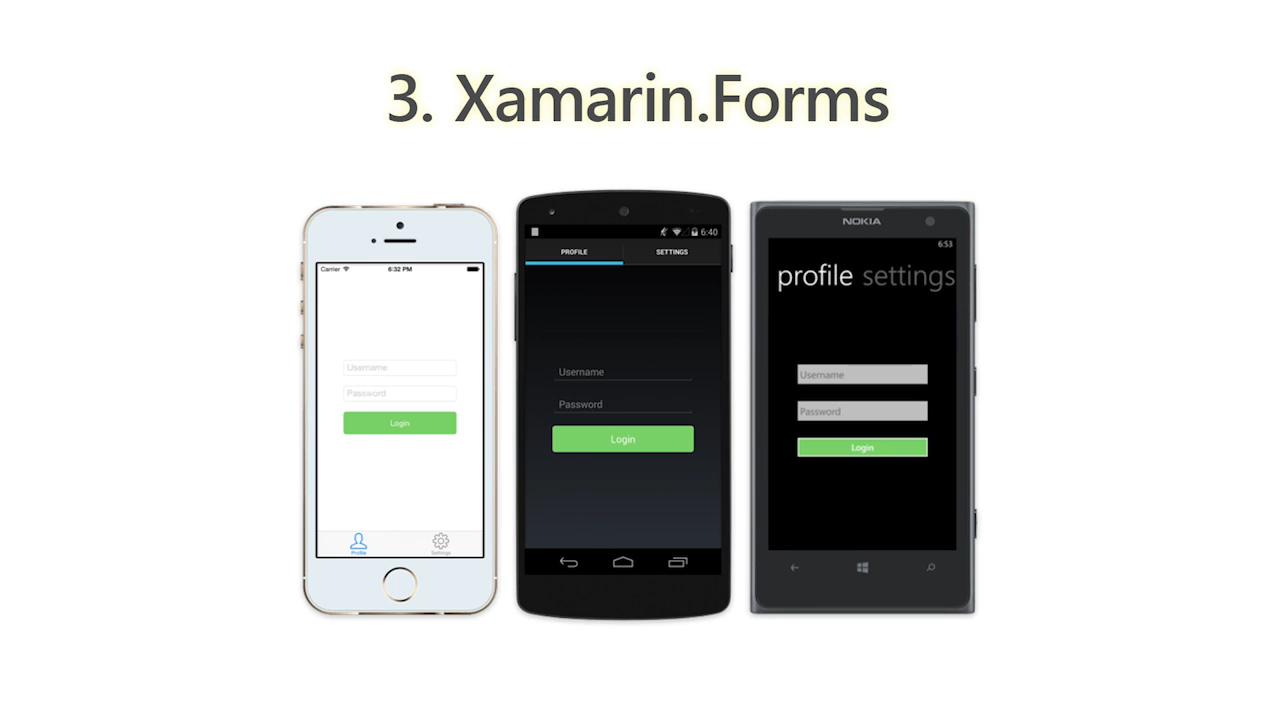 3. Xamarin.Forms
Carrier 6:32 PM
Username
Password
Login
Profile Settings
6:40
PROFILE SETTINGS
Username
Password
Login
NOKIA
6:53
profile settings
Username
Password
Login